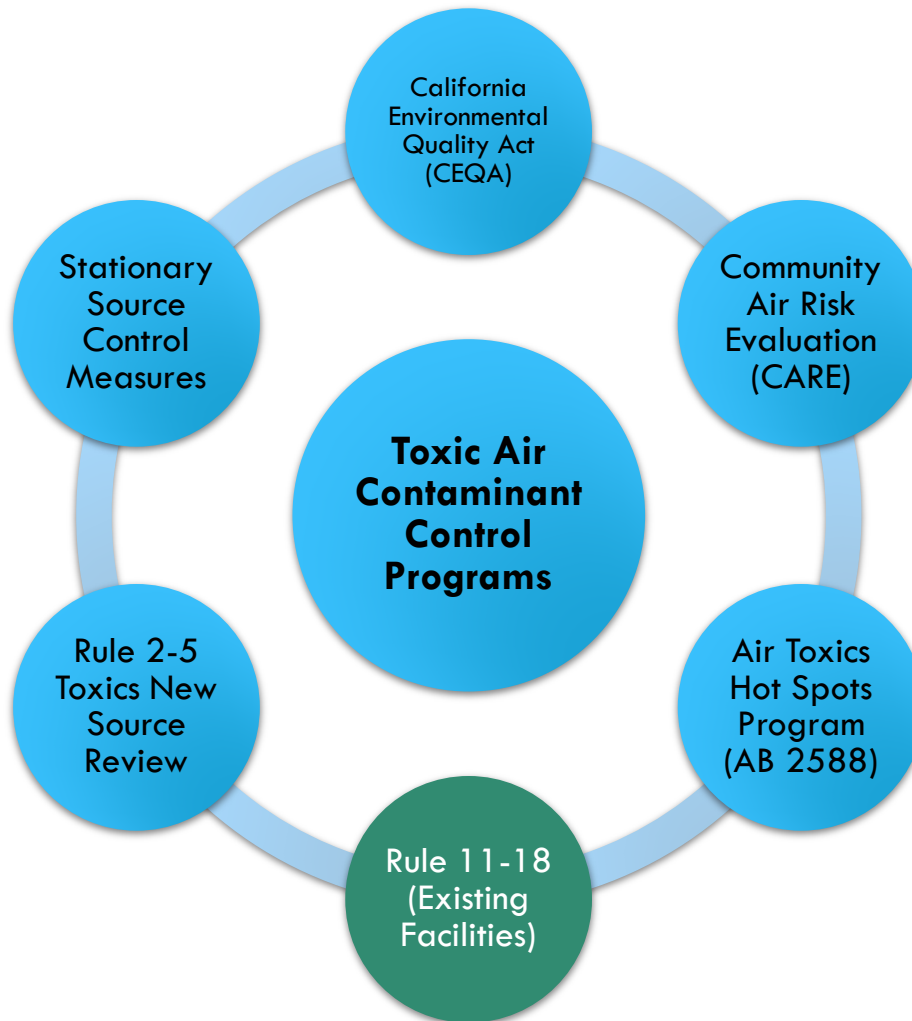 California
Environmental
Quality Act
(CEQA)
Community
Air Risk
Evaluation
(CARE)
Air Toxics
Hot Spots
Program
(AB 2588)
Rule 11-18
(Existing
Facilities)
Rule 2-5
Toxics New
Source
Review
Stationary
Source
Control
Measures
Toxic Air
Contaminant
Control
Programs